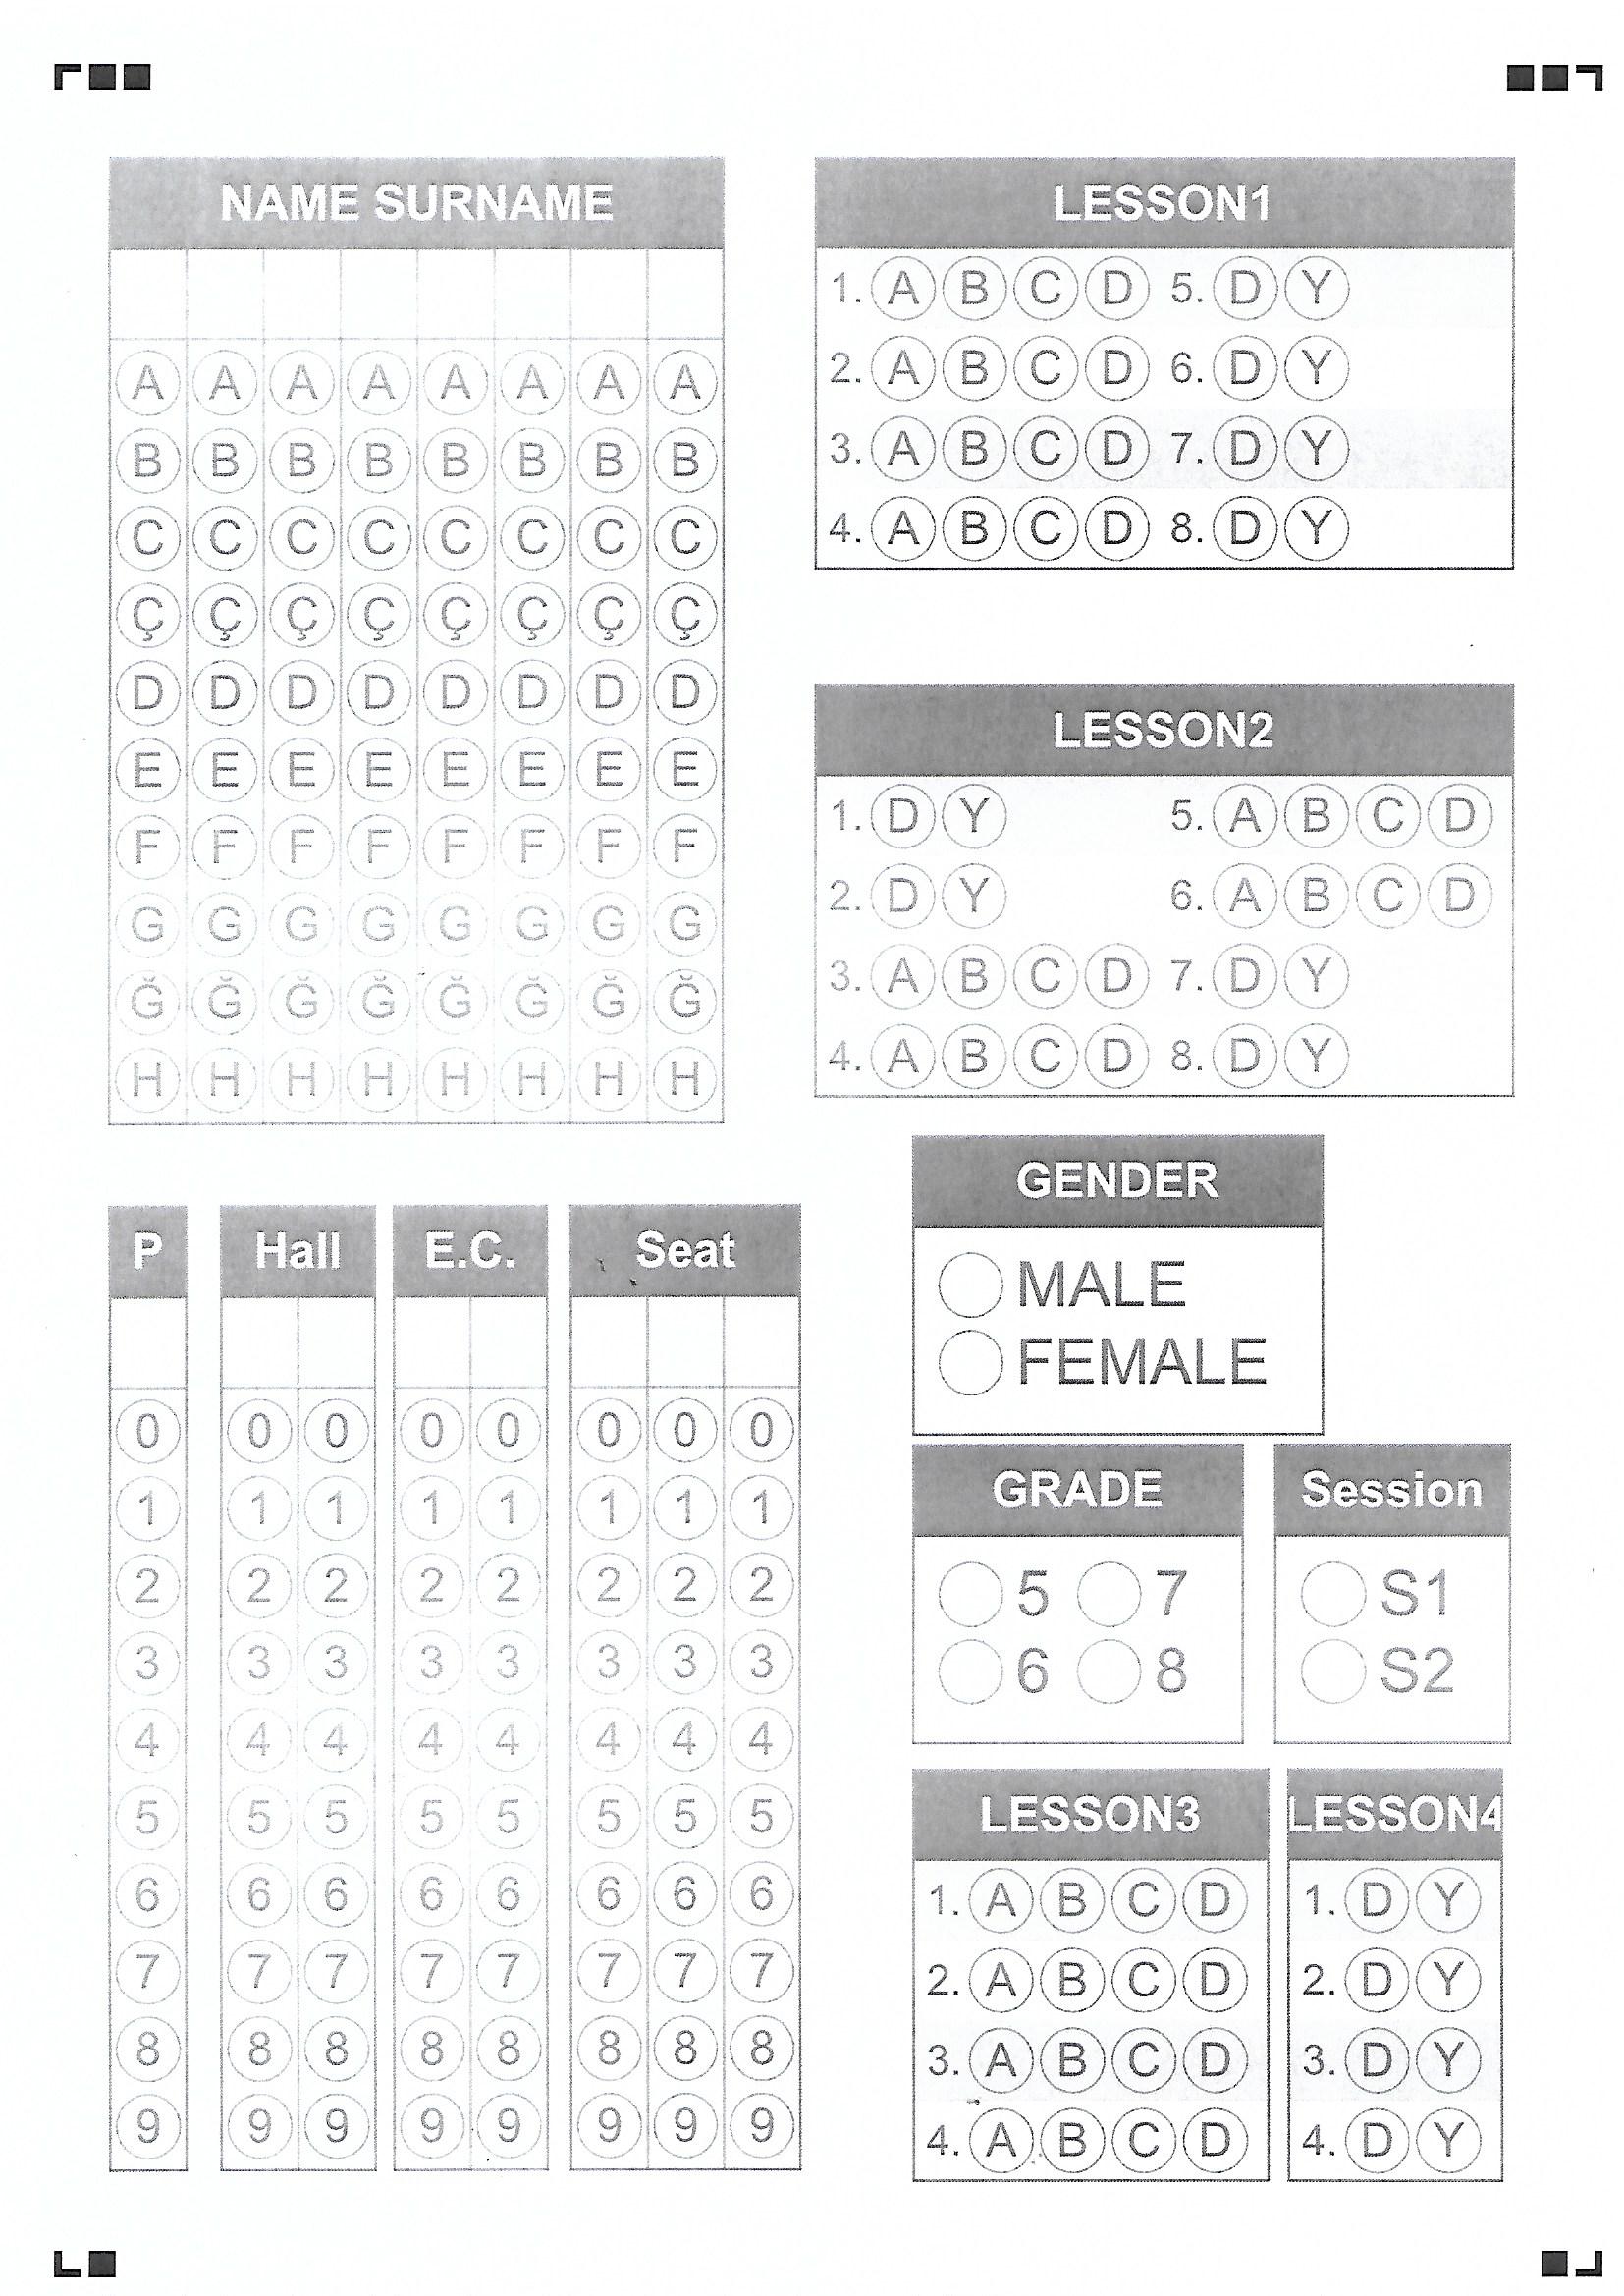 NAME SURNAME
A A A A A A A A
B B B B B B B B
C C C C C C C C
Ç Ç Ç Ç Ç Ç Ç Ç
D D D D D D D D
E E E E E E E E
F F F F F F F F
G G G G G G G G
Ğ Ğ Ğ Ğ Ğ Ğ Ğ Ğ
H H H H H H H H
LESSON1
1. A B C D 5. D Y
2. A B C D 6. D Y
3. A B C D 7. D Y
4. A B C D 8. D Y
LESSON2
1. D Y 5. A B C D
2. D Y 6. A B C D
3. A B C D 7. D Y
4. A B C D 8. D Y
P Hall E.C. Seat
0 0 0 0 0 0 0 0
1 1 1 1 1 1 1 1
2 2 2 2 2 2 2 2
3 3 3 3 3 3 3 3
4 4 4 4 4 4 4 4
5 5 5 5 5 5 5 5
6 6 6 6 6 6 6 6
7 7 7 7 7 7 7 7
8 8 8 8 8 8 8 8
9 9 9 9 9 9 9 9
GENDER
MALE
FEMALE
GRADE
5 7
6 8
Session
S1
S2
LESSON3
1. A B C D
2. A B C D
3. A B C D
4. A B C D
LESSON4
1. D Y
2. D Y
3. D Y
4. D Y